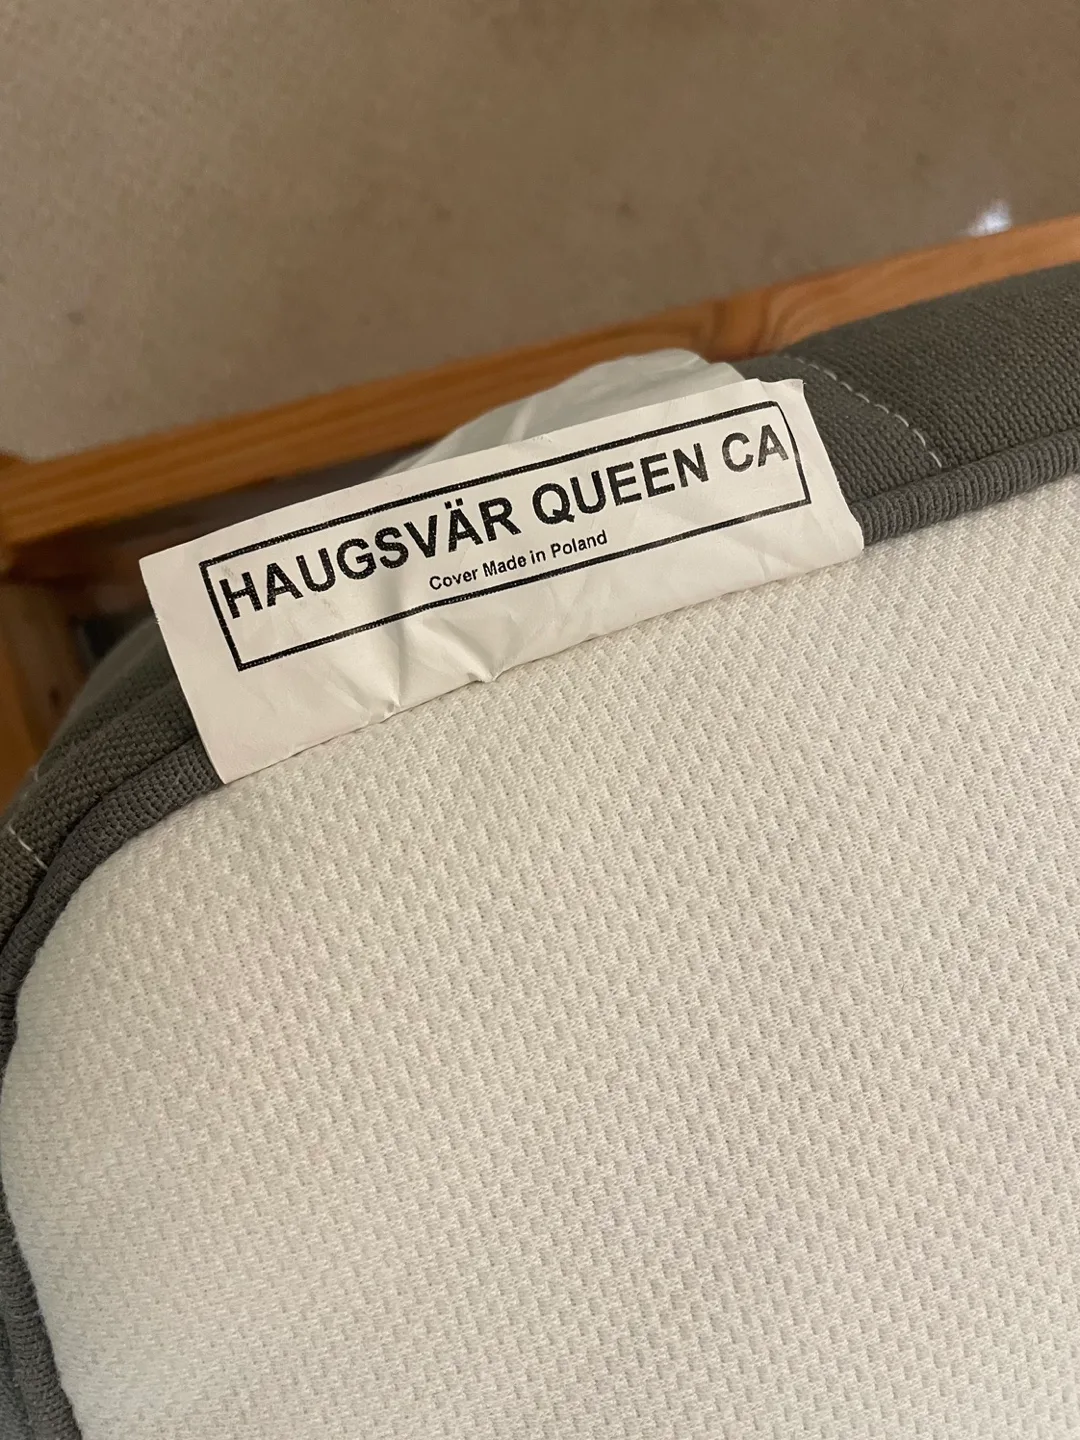 HAUGSVÄR QUEEN CA
Cover Made in Poland